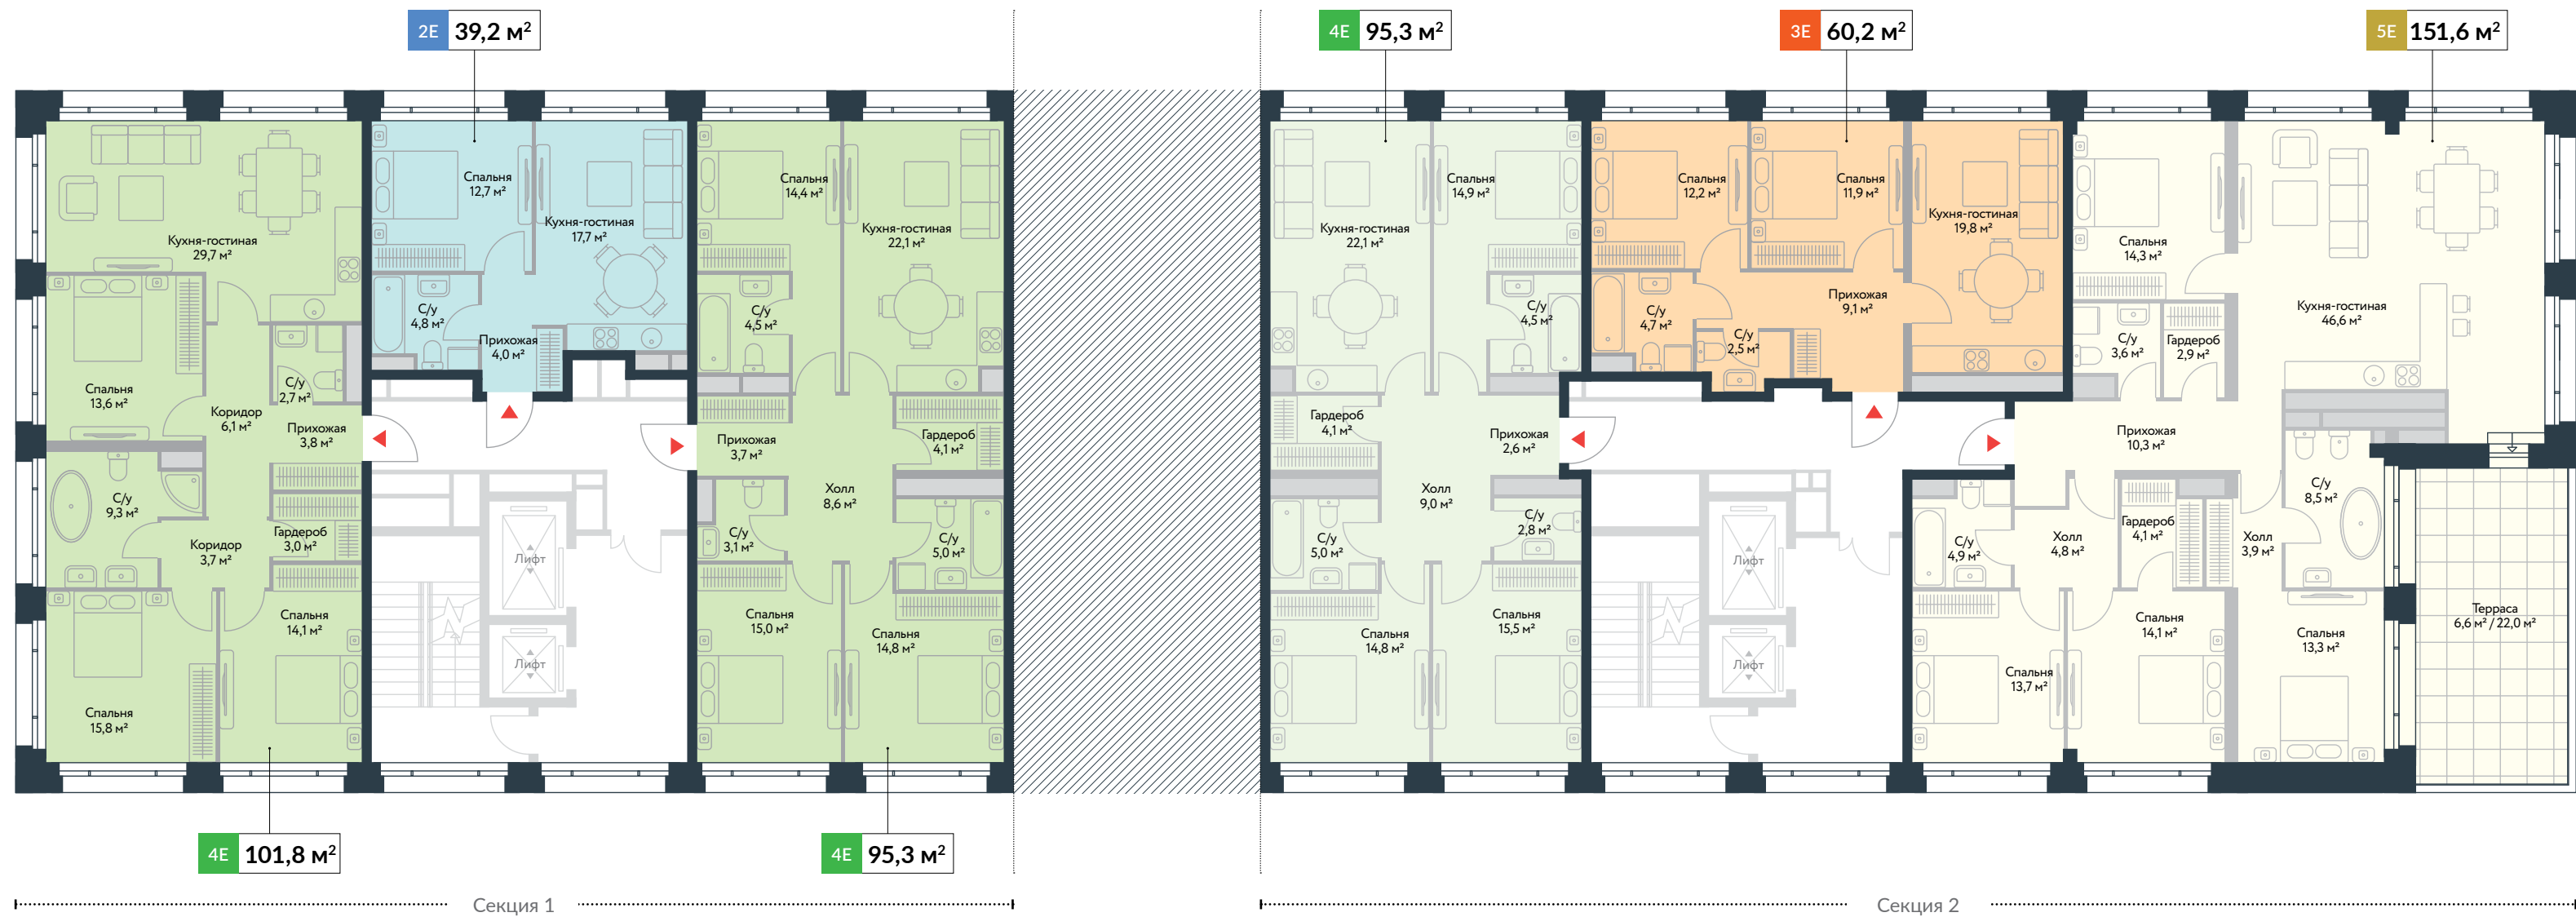 2Е 39,2 м²
4Е 95,3 м²
3Е 60,2 м²
5Е 151,6 м²
Кухня-гостиная
29,7 м²
Спальня
13,6 м²
С/у
2,7 м²
Коридор
6,1 м²
Прихожая
3,8 м²
С/у
9,3 м²
Гардероб
3,0 м²
Коридор
3,7 м²
Спальня
14,1 м²
Спальня
15,8 м²
Спальня
12,7 м²
Кухня-гостиная
17,7 м²
С/у
4,8 м²
Прихожая
4,0 м²
Лифт
Лифт
Спальня
14,4 м²
Кухня-гостиная
22,1 м²
С/у
4,5 м²
Прихожая
3,7 м²
Гардероб
4,1 м²
Холл
8,6 м²
С/у
3,1 м²
С/у
5,0 м²
Спальня
15,0 м²
Спальня
14,8 м²
Спальня
14,9 м²
Кухня-гостиная
22,1 м²
С/у
4,5 м²
Гардероб
4,1 м²
Прихожая
2,6 м²
Холл
9,0 м²
С/у
5,0 м²
С/у
2,8 м²
Спальня
14,8 м²
Спальня
15,5 м²
Спальня
12,2 м²
Спальня
11,9 м²
Кухня-гостиная
19,8 м²
С/у
4,7 м²
С/у
2,5 м²
Прихожая
9,1 м²
Лифт
Лифт
Спальня
14,3 м²
Кухня-гостиная
46,6 м²
С/у
3,6 м²
Гардероб
2,9 м²
Прихожая
10,3 м²
С/у
8,5 м²
С/у
4,9 м²
Холл
4,8 м²
Гардероб
4,1 м²
Холл
3,9 м²
Спальня
13,7 м²
Спальня
14,1 м²
Спальня
13,3 м²
Терраса
6,6 м² / 22,0 м²
4Е 101,8 м²
4Е 95,3 м²
Секция 1
Секция 2